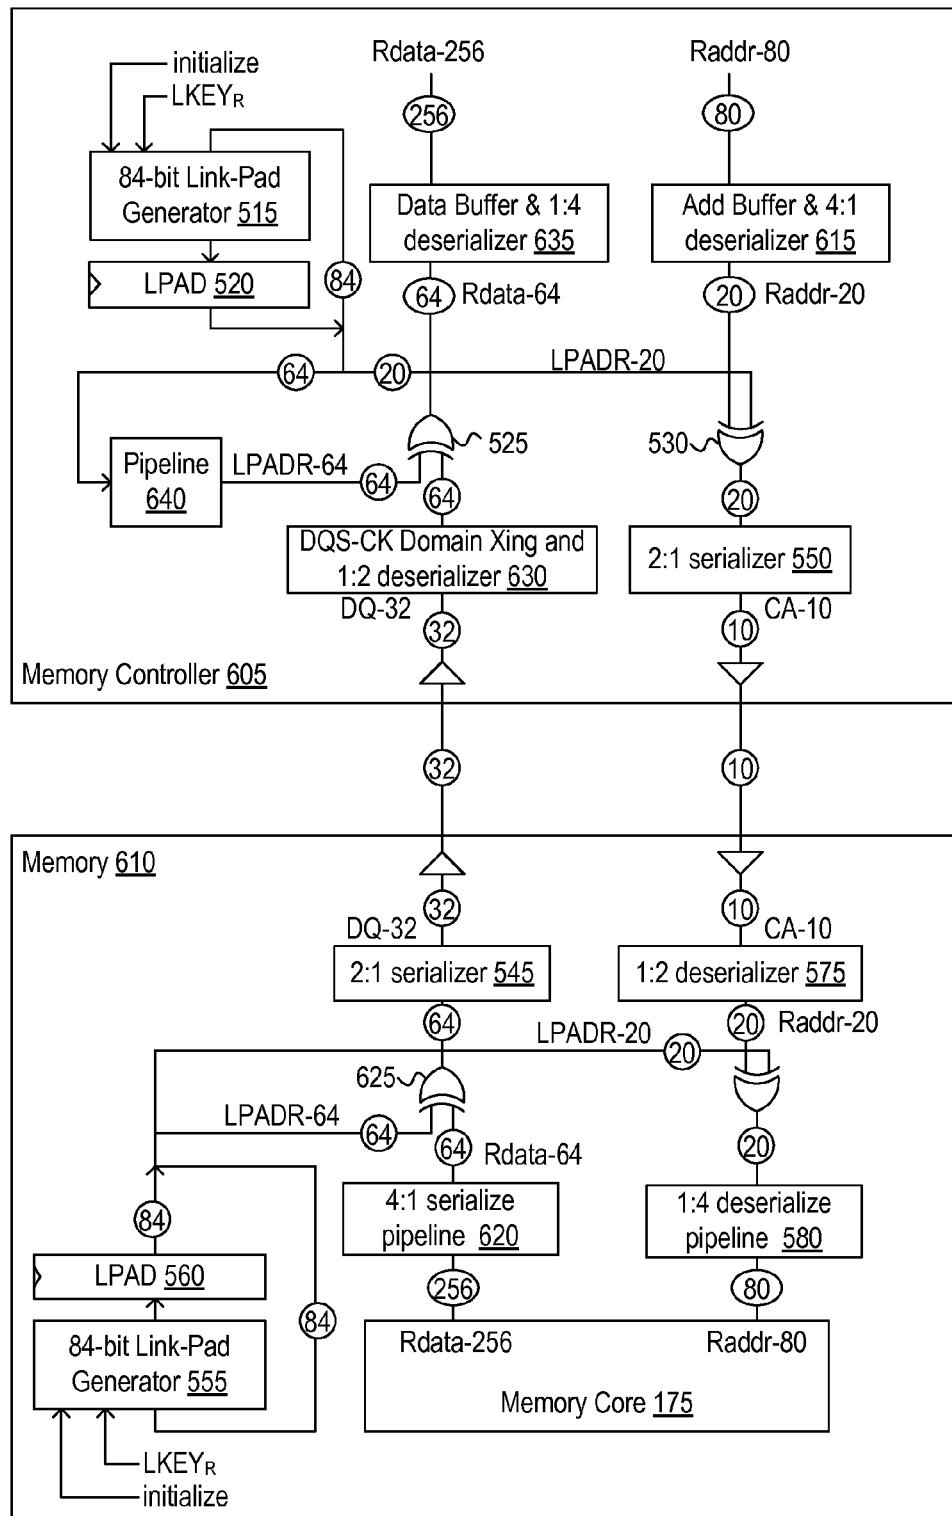 initialize
LKEYR
Rdata-256
Raddr-80
256
80
84-bit Link-Pad
Generator 515
Data Buffer & 1:4
deserializer 635
Add Buffer & 4:1
deserializer 615
LPAD 520
84
64
Rdata-64
20
Raddr-20
64
20
LPADR-20
525
530
Pipeline
640
LPADR-64
64
64
20
DQS-CK Domain Xing and
1:2 deserializer 630
2:1 serializer 550
DQ-32
CA-10
32
10
Memory Controller 605
32
10
Memory 610
32
10
DQ-32
CA-10
2:1 serializer 545
1:2 deserializer 575
64
LPADR-20
20
20
Raddr-20
625
LPADR-64
64
64
Rdata-64
20
84
4:1 serialize
pipeline 620
1:4 deserialize
pipeline 580
LPAD 560
256
80
84
84-bit Link-Pad
Generator 555
Rdata-256
Raddr-80
Memory Core 175
LKEYR
initialize